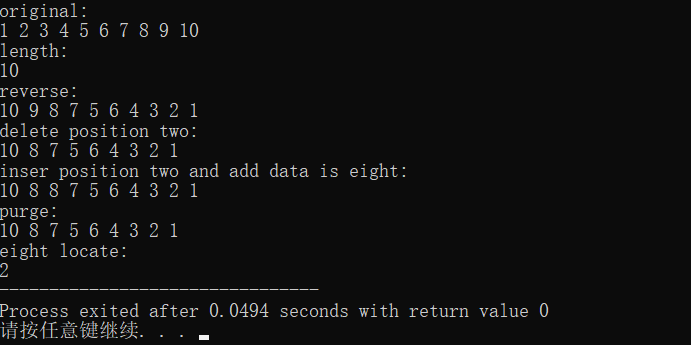 original:
1 2 3 4 5 6 7 8 9 10
length:
10
reverse:
10 9 8 7 5 6 4 3 2 1
delete position two:
10 8 7 5 6 4 3 2 1
inser position two and add data is eight:
10 8 8 7 5 6 4 3 2 1
purge:
10 8 7 5 6 4 3 2 1
eight locate:
2
--------------------------------
Process exited after 0.0494 seconds with return value 0
请按任意键继续. . .